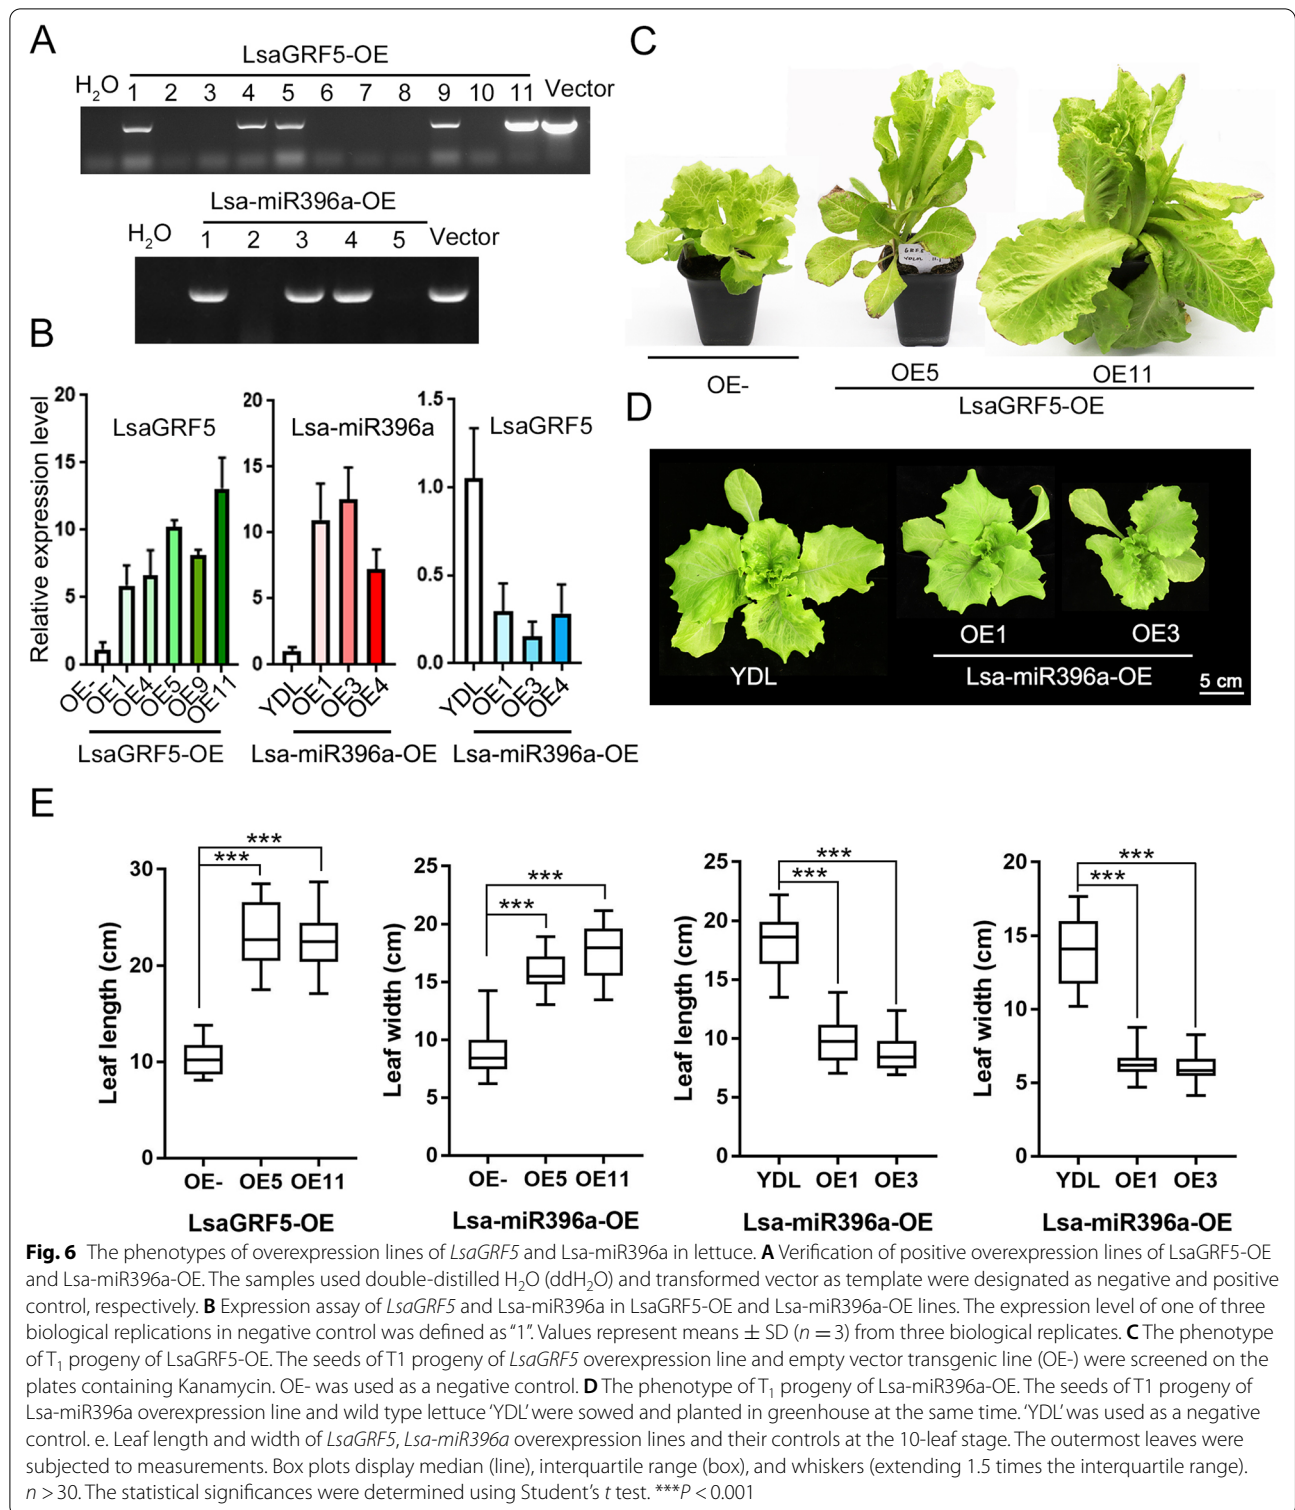 A
LsaGRF5-OE
H2O 1 2 3 4 5 6 7 8 9 10 11 Vector
Lsa-miR396a-OE
H2O 1 2 3 4 5 Vector
B
20
15
10
5
0
Relative expression level
LsaGRF5
OE- OE1 OE4 OE5 OE9 OE11
LsaGRF5-OE
20
15
10
5
0
Lsa-miR396a
YDL OE1 OE3 OE4
Lsa-miR396a-OE
1.5
1.0
0.5
0.0
LsaGRF5
YDL OE1 OE3 OE4
Lsa-miR396a-OE
C
OE- OE5 OE11
LsaGRF5-OE
D
YDL OE1 OE3
Lsa-miR396a-OE
5 cm
E
30
20
10
0
Leaf length (cm)
*** ***
OE- OE5 OE11
LsaGRF5-OE
25
20
15
10
5
0
Leaf width (cm)
*** ***
OE- OE5 OE11
Lsa-miR396a-OE
25
20
15
10
5
0
Leaf length (cm)
*** ***
YDL OE1 OE3
Lsa-miR396a-OE
20
15
10
5
0
Leaf width (cm)
*** ***
YDL OE1 OE3
Lsa-miR396a-OE
Fig. 6 The phenotypes of overexpression lines of LsaGRF5 and Lsa-miR396a in lettuce. A Verification of positive overexpression lines of LsaGRF5-OE
and Lsa-miR396a-OE. The samples used double-distilled H2O (ddH2O) and transformed vector as template were designated as negative and positive
control, respectively. B Expression assay of LsaGRF5 and Lsa-miR396a in LsaGRF5-OE and Lsa-miR396a-OE lines. The expression level of one of three
biological replications in negative control was defined as “1”. Values represent means ± SD (n = 3) from three biological replicates. C The phenotype
of T1 progeny of LsaGRF5-OE. The seeds of T1 progeny of LsaGRF5 overexpression line and empty vector transgenic line (OE-) were screened on the
plates containing Kanamycin. OE- was used as a negative control. D The phenotype of T1 progeny of Lsa-miR396a-OE. The seeds of T1 progeny of
Lsa-miR396a overexpression line and wild type lettuce ‘YDL’ were sowed and planted in greenhouse at the same time. ‘YDL’ was used as a negative
control. e. Leaf length and width of LsaGRF5, Lsa-miR396a overexpression lines and their controls at the 10-leaf stage. The outermost leaves were
subjected to measurements. Box plots display median (line), interquartile range (box), and whiskers (extending 1.5 times the interquartile range).
n > 30. The statistical significances were determined using Student’s t test. ***P < 0.001